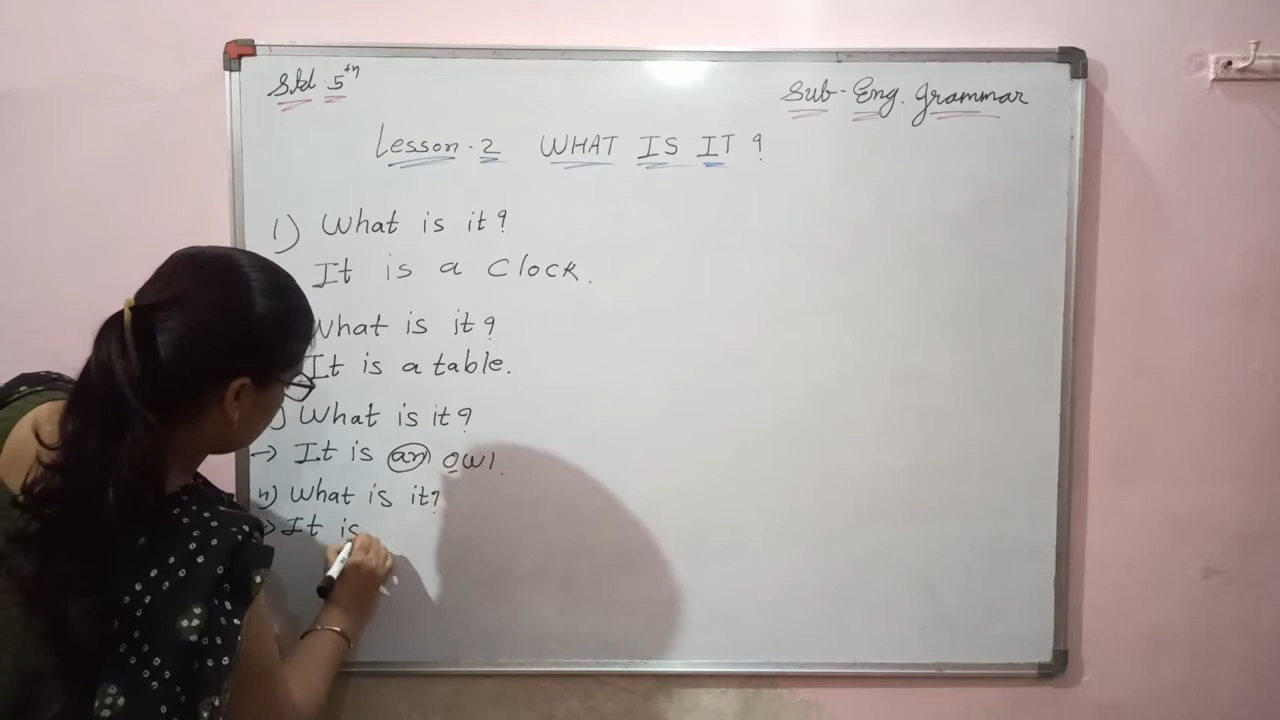 Std. 5th
Sub- Eng. Grammar
Lesson. 2 WHAT IS IT ?
1) What is it?
It is a Clock.
What is it?
It is a table.
) What is it?
→ It is an owl.
) What is it?
→ It is